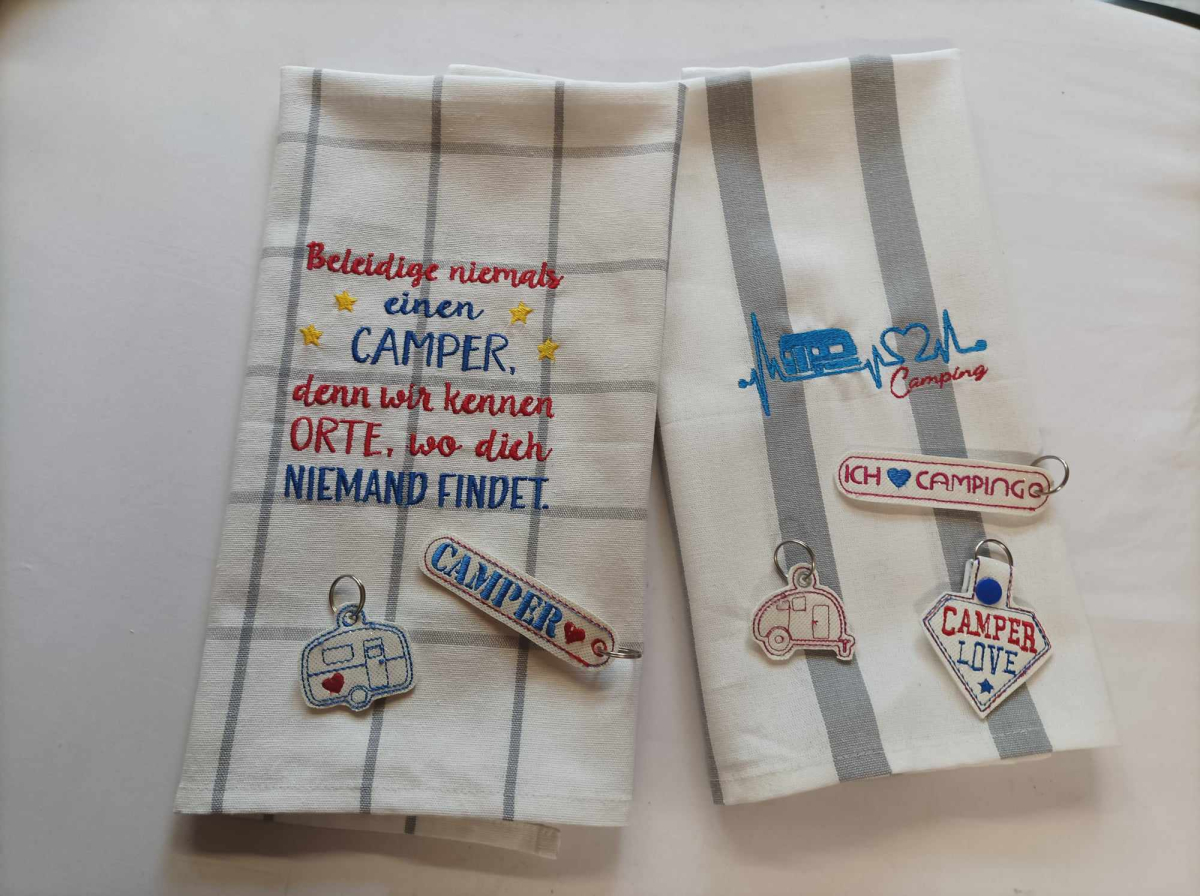 Beleidige niemals
einen
CAMPER,
denn wir kennen
ORTE, wo dich
NIEMAND FINDET.
CAMPER
Camping
ICH CAMPING
CAMPER
LOVE